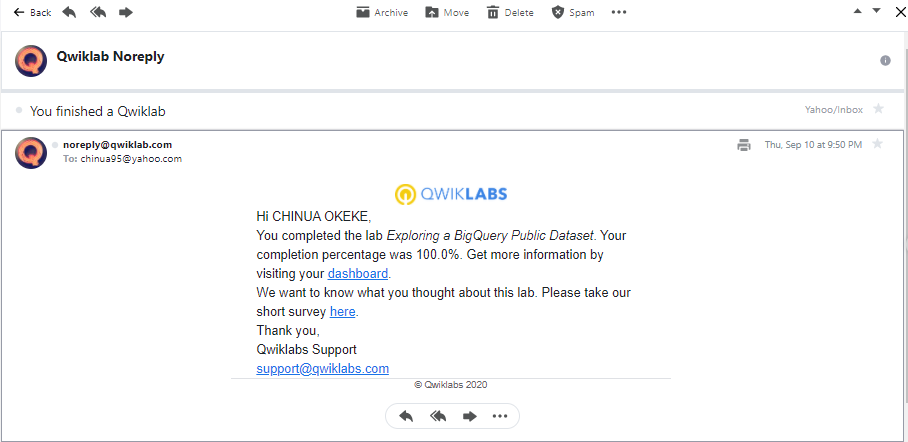 Back Archive Move Delete Spam
Qwiklab Noreply
You finished a Qwiklab Yahoo/Inbox
noreply@qwiklab.com Thu, Sep 10 at 9:50 PM
To: chinua95@yahoo.com
QWIKLABS
Hi CHINUA OKEKE,
You completed the lab Exploring a BigQuery Public Dataset. Your
completion percentage was 100.0%. Get more information by
visiting your dashboard.
We want to know what you thought about this lab. Please take our
short survey here.
Thank you,
Qwiklabs Support
support@qwiklabs.com
© Qwiklabs 2020